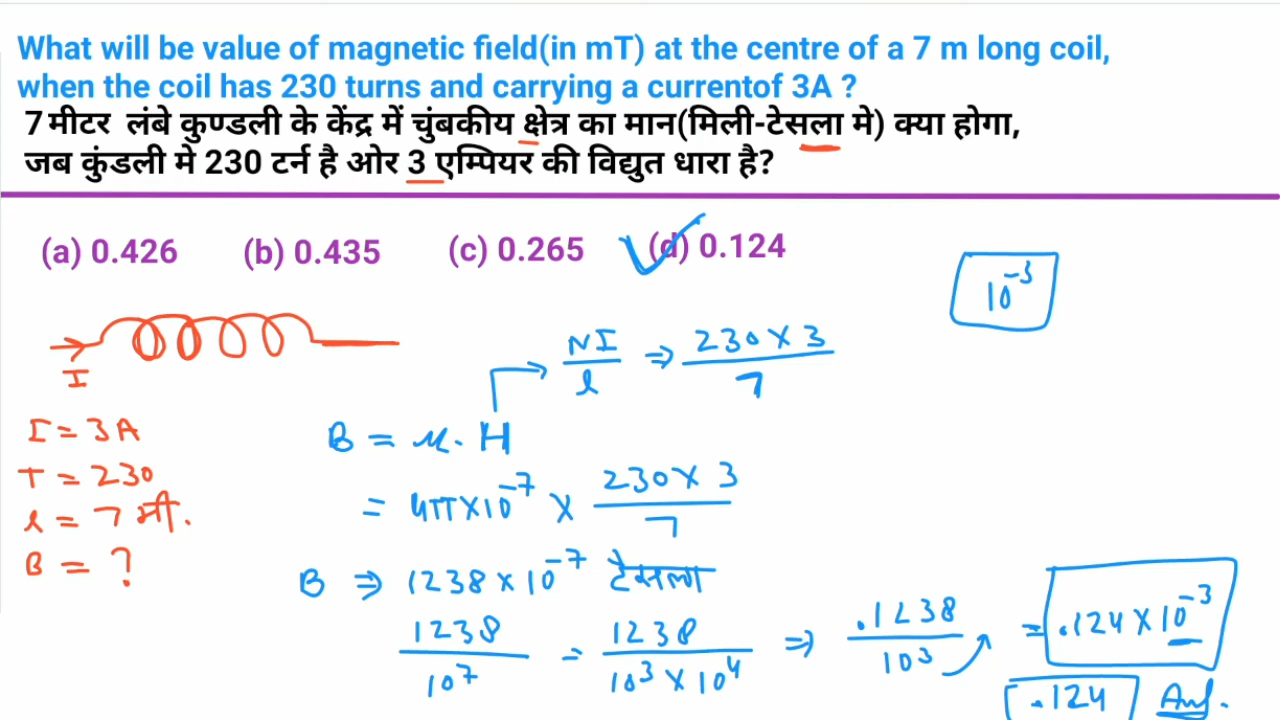 What will be value of magnetic field(in mT) at the centre of a 7 m long coil,
when the coil has 230 turns and carrying a currentof 3A ?
7 मीटर लंबे कुण्डली के केंद्र में चुंबकीय क्षेत्र का मान(मिली-टेसला मे) क्या होगा,
जब कुंडली मे 230 टर्न है ओर 3 एम्पियर की विद्युत धारा है?
(a) 0.426 (b) 0.435 (c) 0.265 (d) 0.124
10⁻³
I
NI/l ⇒ 230 × 3/7
I = 3A
T = 230
l = 7 मी.
B = ?
B = μ. H
= 4π×10⁻⁷ × 230 × 3/7
B ⇒ 1238 × 10⁻⁷ टेसला
1238/10⁷ = 1238/10³ × 10⁴ ⇒ .1238/10³ = .124 × 10⁻³
.124 Ans.